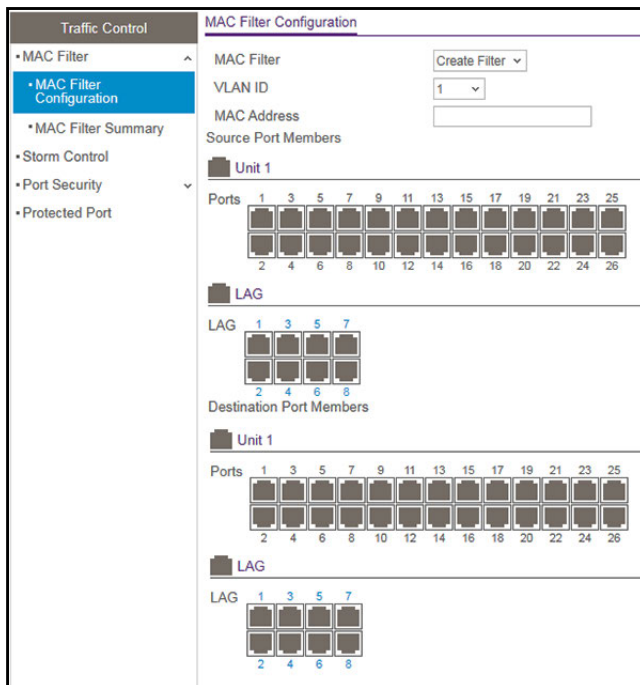 Traffic Control
MAC Filter
MAC Filter
Configuration
MAC Filter Summary
Storm Control
Port Security
Protected Port
MAC Filter Configuration
MAC Filter Create Filter
VLAN ID 1
MAC Address
Source Port Members
Unit 1
Ports 1 3 5 7 9 11 13 15 17 19 21 23 25
2 4 6 8 10 12 14 16 18 20 22 24 26
LAG
LAG 1 3 5 7
2 4 6 8
Destination Port Members
Unit 1
Ports 1 3 5 7 9 11 13 15 17 19 21 23 25
2 4 6 8 10 12 14 16 18 20 22 24 26
LAG
LAG 1 3 5 7
2 4 6 8